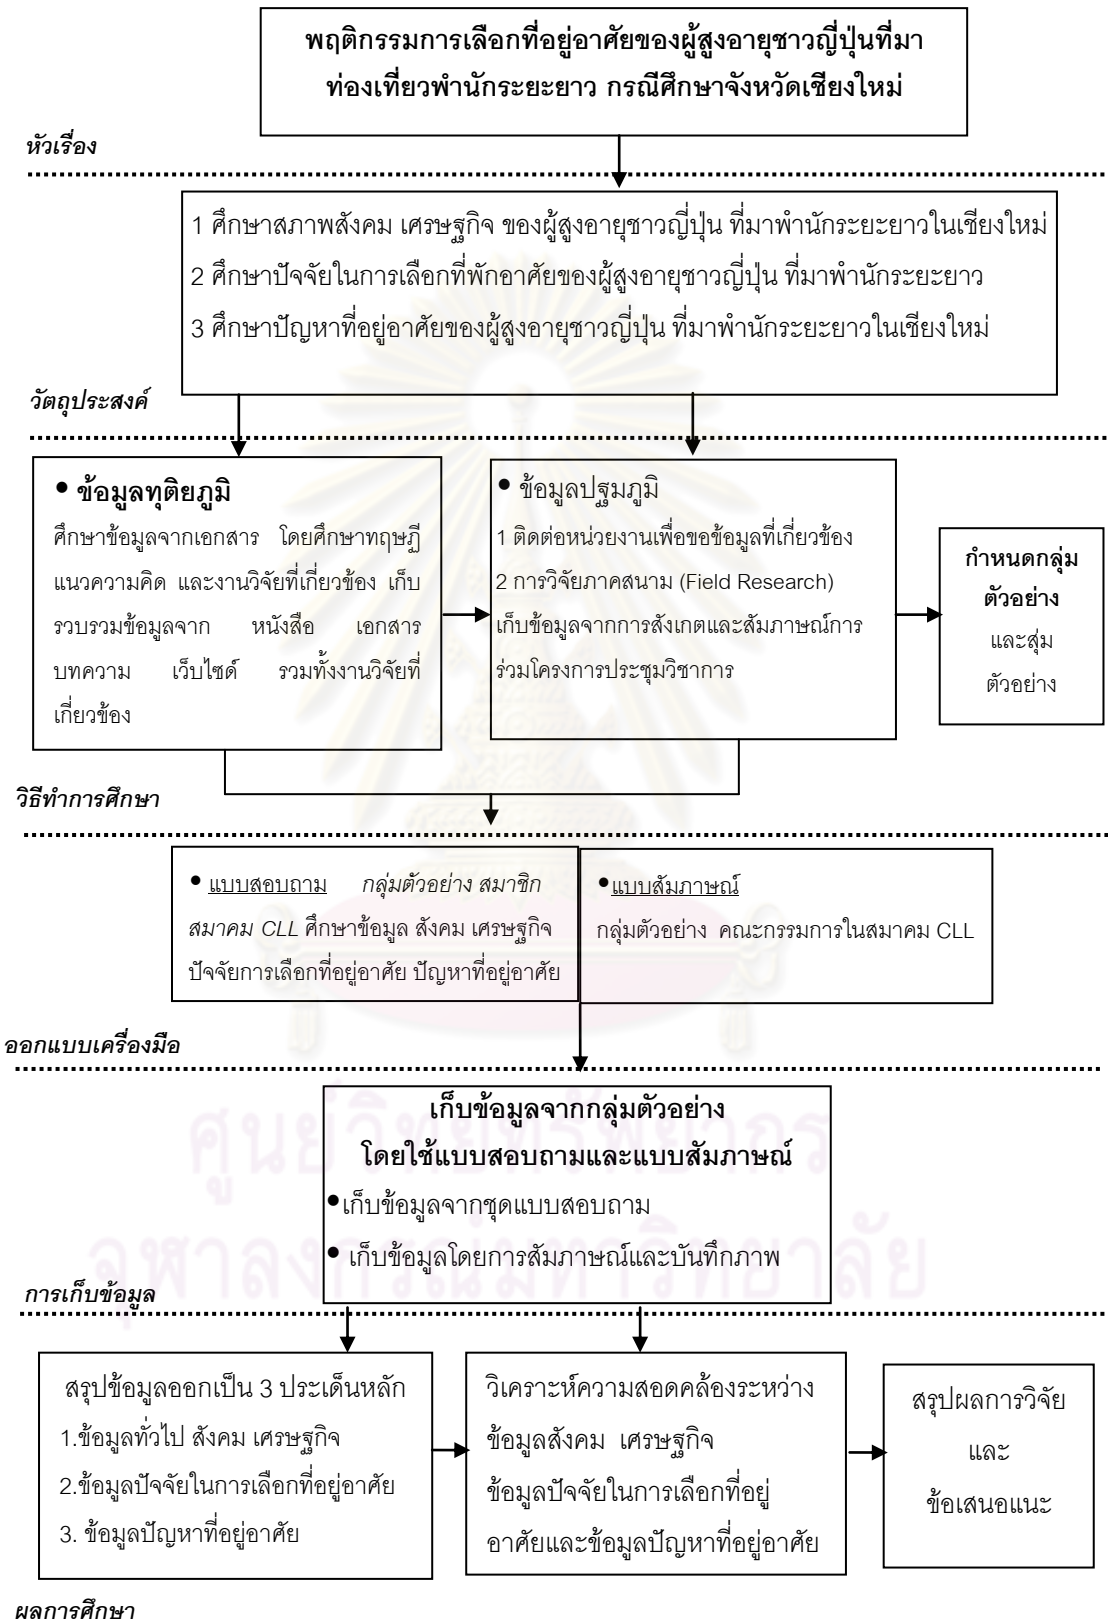 พฤติกรรมการเลือกที่อยู่อาศัยของผู้สูงอายุชาวญี่ปุ่นที่มา
ท่องเที่ยวพำนักระยะยาว กรณีศึกษาจังหวัดเชียงใหม่
หัวเรื่อง
1 ศึกษาสภาพสังคม เศรษฐกิจ ของผู้สูงอายุชาวญี่ปุ่น ที่มาพำนักระยะยาวในเชียงใหม่
2 ศึกษาปัจจัยในการเลือกที่พักอาศัยของผู้สูงอายุชาวญี่ปุ่น ที่มาพำนักระยะยาว
3 ศึกษาปัญหาที่อยู่อาศัยของผู้สูงอายุชาวญี่ปุ่น ที่มาพำนักระยะยาวในเชียงใหม่
วัตถุประสงค์
• ข้อมูลทุติยภูมิ
ศึกษาข้อมูลจากเอกสาร โดยศึกษาทฤษฏี
แนวความคิด และงานวิจัยที่เกี่ยวข้อง เก็บ
รวบรวมข้อมูลจาก หนังสือ เอกสาร
บทความ เว็บไซด์ รวมทั้งงานวิจัยที่
เกี่ยวข้อง
• ข้อมูลปฐมภูมิ
1 ติดต่อหน่วยงานเพื่อขอข้อมูลที่เกี่ยวข้อง
2 การวิจัยภาคสนาม (Field Research)
เก็บข้อมูลจากการสังเกตและสัมภาษณ์การ
ร่วมโครงการประชุมวิชาการ
กำหนดกลุ่ม
ตัวอย่าง
และสุ่ม
ตัวอย่าง
วิธีทำการศึกษา
• แบบสอบถาม กลุ่มตัวอย่าง สมาชิก
สมาคม CLL ศึกษาข้อมูล สังคม เศรษฐกิจ
ปัจจัยการเลือกที่อยู่อาศัย ปัญหาที่อยู่อาศัย
•แบบสัมภาษณ์
กลุ่มตัวอย่าง คณะกรรมการในสมาคม CLL
ออกแบบเครื่องมือ
เก็บข้อมูลจากกลุ่มตัวอย่าง
โดยใช้แบบสอบถามและแบบสัมภาษณ์
•เก็บข้อมูลจากชุดแบบสอบถาม
• เก็บข้อมูลโดยการสัมภาษณ์และบันทึกภาพ
ศูนย์วิทยทรัพยากร
จุฬาลงกรณ์มหาวิทยาลัย
การเก็บข้อมูล
สรุปข้อมูลออกเป็น 3 ประเด็นหลัก
1.ข้อมูลทั่วไป สังคม เศรษฐกิจ
2.ข้อมูลปัจจัยในการเลือกที่อยู่อาศัย
3. ข้อมูลปัญหาที่อยู่อาศัย
วิเคราะห์ความสอดคล้องระหว่าง
ข้อมูลสังคม เศรษฐกิจ
ข้อมูลปัจจัยในการเลือกที่อยู่
อาศัยและข้อมูลปัญหาที่อยู่อาศัย
สรุปผลการวิจัย
และ
ข้อเสนอแนะ
ผลการศึกษา